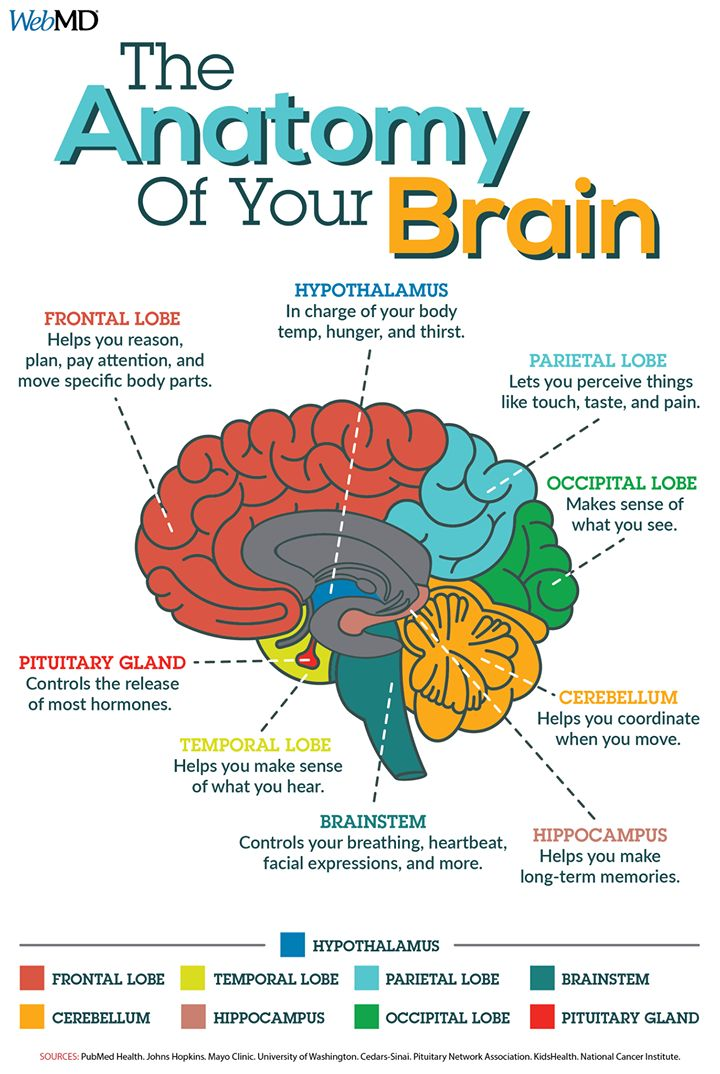 WebMD
The
Anatomy
Of Your Brain
HYPOTHALAMUS
In charge of your body
temp, hunger, and thirst.
FRONTAL LOBE
Helps you reason,
plan, pay attention, and
move specific body parts.
PARIETAL LOBE
Lets you perceive things
like touch, taste, and pain.
OCCIPITAL LOBE
Makes sense of
what you see.
PITUITARY GLAND
Controls the release
of most hormones.
CEREBELLUM
Helps you coordinate
when you move.
TEMPORAL LOBE
Helps you make sense
of what you hear.
BRAINSTEM
Controls your breathing, heartbeat,
facial expressions, and more.
HIPPOCAMPUS
Helps you make
long-term memories.
HYPOTHALAMUS
FRONTAL LOBE TEMPORAL LOBE PARIETAL LOBE BRAINSTEM
CEREBELLUM HIPPOCAMPUS OCCIPITAL LOBE PITUITARY GLAND
SOURCES: PubMed Health. Johns Hopkins. Mayo Clinic. University of Washington. Cedars-Sinai. Pituitary Network Association. KidsHealth. National Cancer Institute.